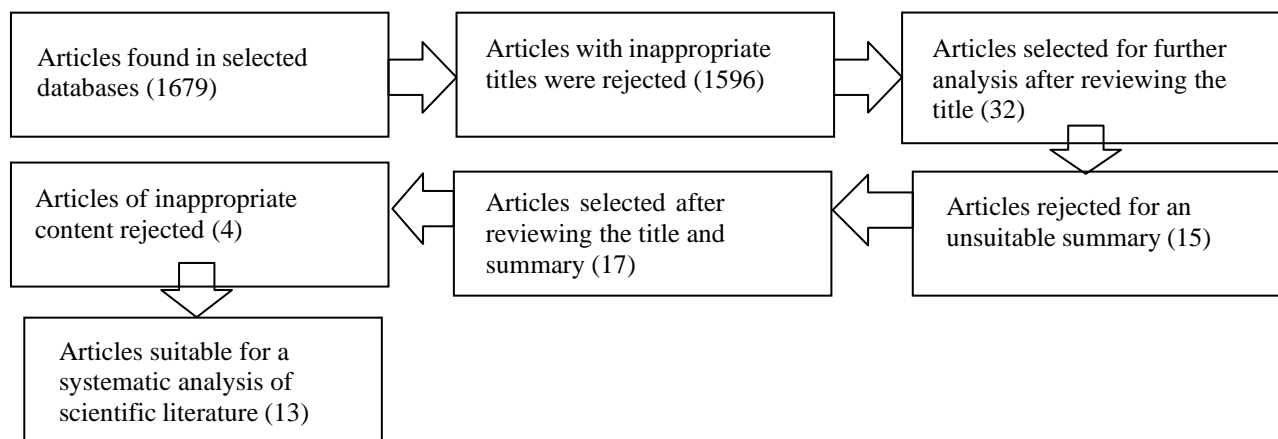 Articles found in selected
databases (1679)
Articles with inappropriate
titles were rejected (1596)
Articles selected for further
analysis after reviewing the
title (32)
Articles rejected for an
unsuitable summary (15)
Articles selected after
reviewing the title and
summary (17)
Articles of inappropriate
content rejected (4)
Articles suitable for a
systematic analysis of
scientific literature (13)